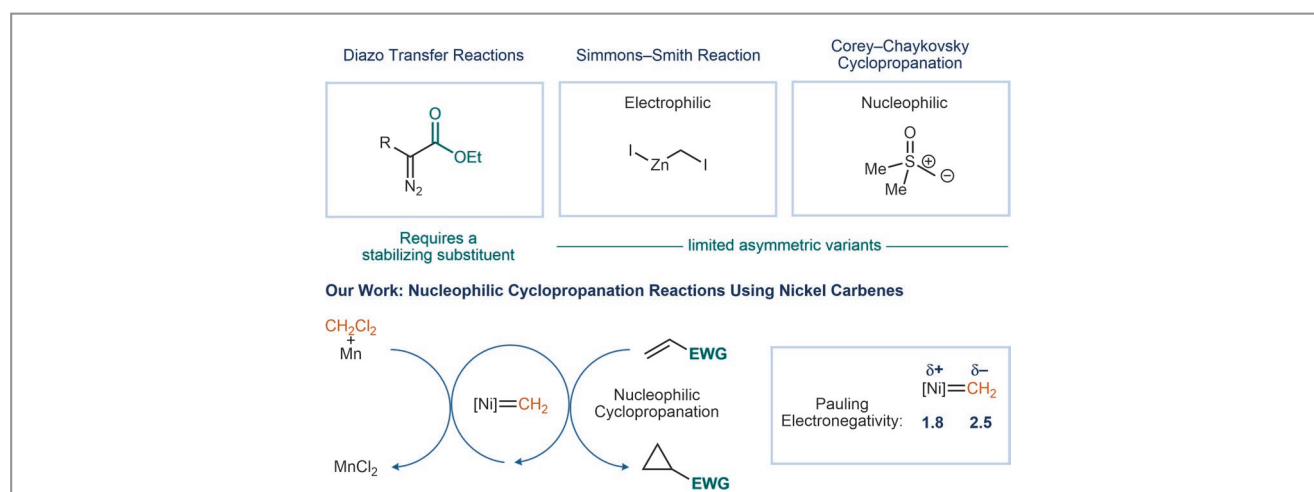 Diazo Transfer Reactions
Simmons–Smith Reaction
Corey–Chaykovsky
Cyclopropanation
O
R
OEt
N₂
Electrophilic
I
Zn
I
Nucleophilic
O
Me
S
⊕
⊖
Me
Requires a
stabilizing substituent
limited asymmetric variants
Our Work: Nucleophilic Cyclopropanation Reactions Using Nickel Carbenes
CH₂Cl₂
+
Mn
MnCl₂
[Ni]=CH₂
EWG
Nucleophilic
Cyclopropanation
EWG
δ+ δ–
[Ni]=CH₂
Pauling
Electronegativity: 1.8 2.5